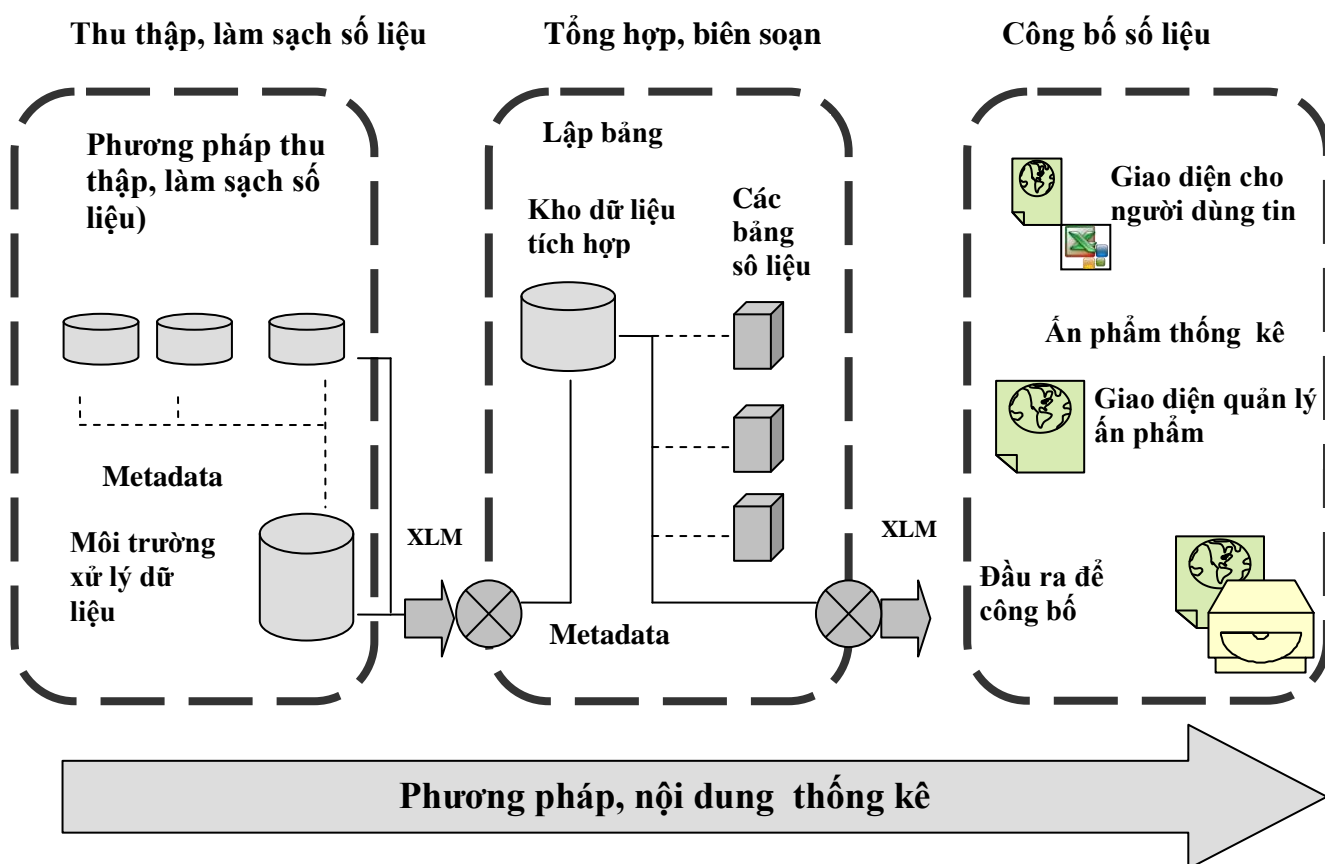 Thu thập, làm sạch số liệu
Tổng hợp, biên soạn
Công bố số liệu
Phương pháp thu
thập, làm sạch số
liệu)
Metadata
Môi trường
xử lý dữ
liệu
XLM
Lập bảng
Kho dữ liệu
tích hợp
Các
bảng
sô liệu
Metadata
XLM
Giao diện cho
người dùng tin
Ấn phẩm thống kê
Giao diện quản lý
ấn phẩm
Đầu ra để
công bố
Phương pháp, nội dung thống kê